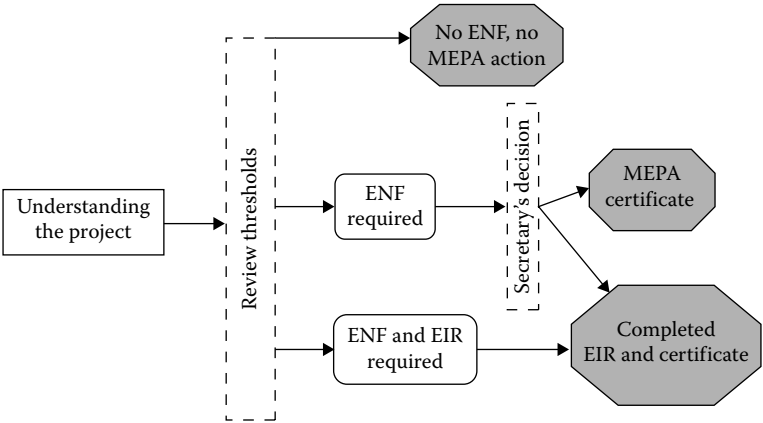 No ENF, no
MEPA action
Understanding
the project
Review thresholds
ENF
required
Secretary's decision
MEPA
certificate
ENF and EIR
required
Completed
EIR and certificate